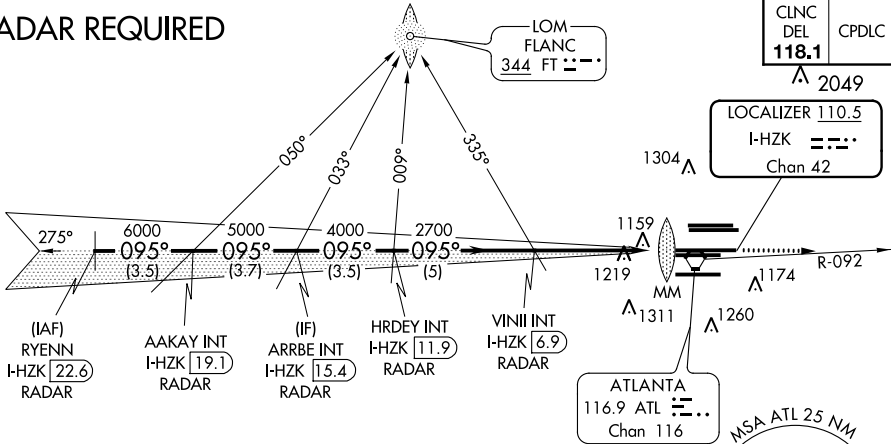 ADAR REQUIRED
LOM
FLANC
344 FT
CLNC
DEL
118.1
CPDLC
2049
LOCALIZER 110.5
I-HZK
Chan 42
050°
033°
009°
335°
1304
275°
6000
5000
4000
2700
095°
095°
095°
095°
(3.5)
(3.7)
(3.5)
(5)
1159
1219
MM
R-092
1174
1311
1260
(IAF)
RYENN
I-HZK 22.6
RADAR
AAKAY INT
I-HZK 19.1
RADAR
(IF)
ARRBE INT
I-HZK 15.4
RADAR
HRDEY INT
I-HZK 11.9
RADAR
VINII INT
I-HZK 6.9
RADAR
ATLANTA
116.9 ATL
Chan 116
MSA ATL 25 NM